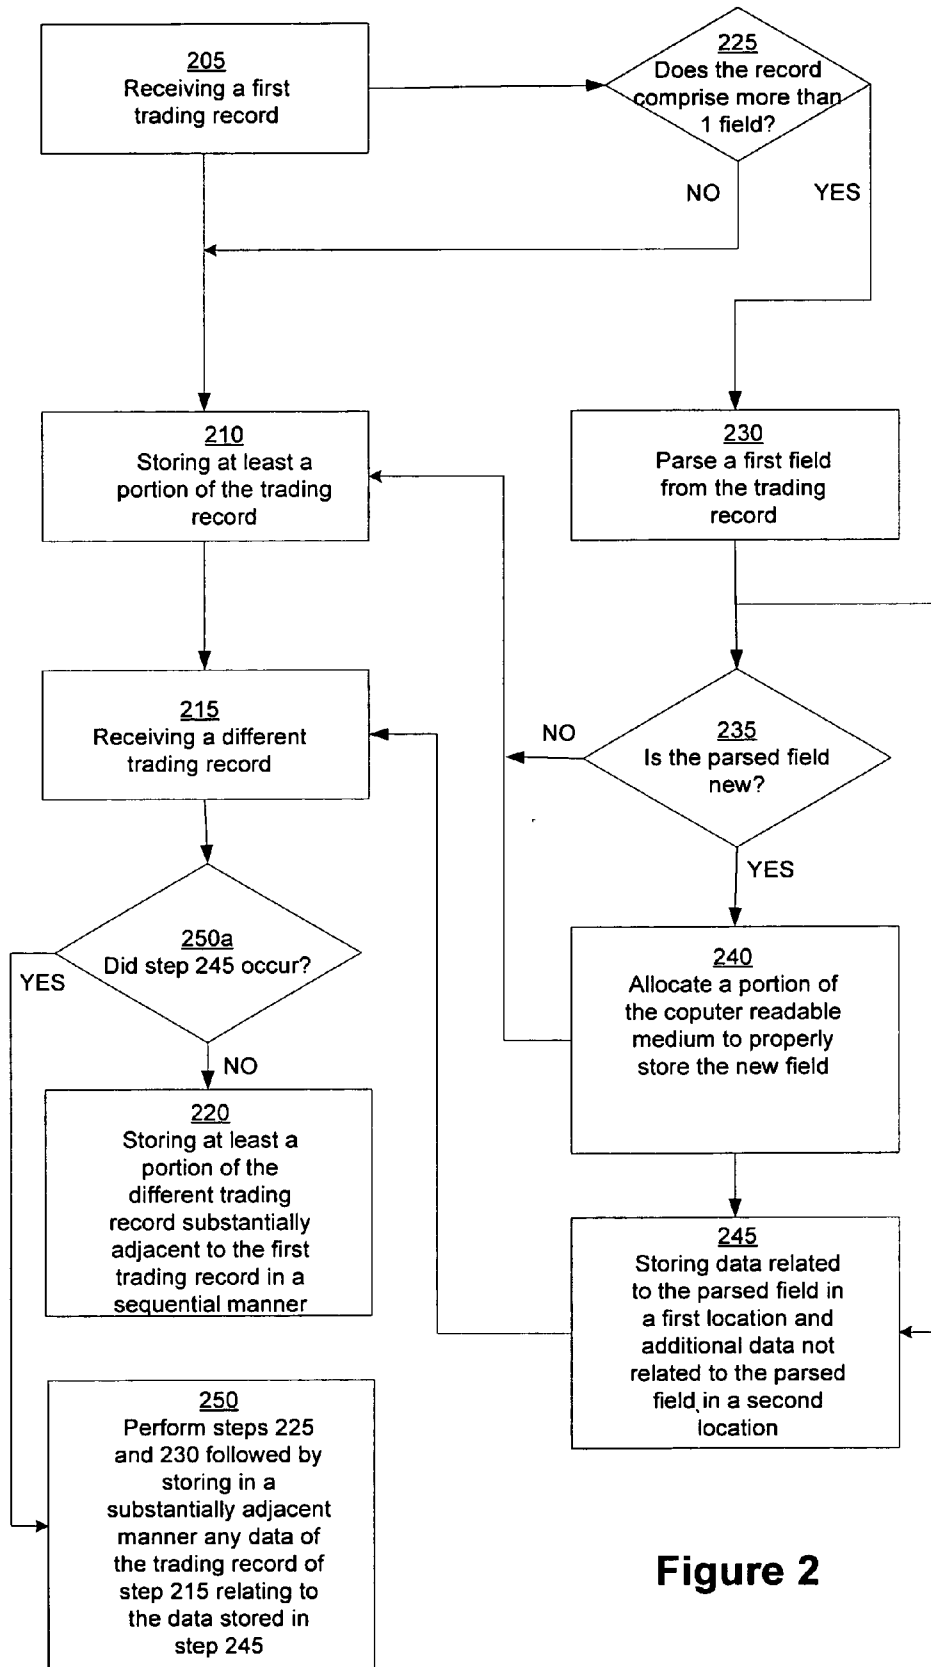 205
Receiving a first
trading record
225
Does the record
comprise more than
1 field?
NO
YES
210
Storing at least a
portion of the trading
record
230
Parse a first field
from the trading
record
215
Receiving a different
trading record
NO
235
Is the parsed field
new?
YES
250a
Did step 245 occur?
YES
NO
240
Allocate a portion of
the coputer readable
medium to properly
store the new field
220
Storing at least a
portion of the
different trading
record substantially
adjacent to the first
trading record in a
sequential manner
245
Storing data related
to the parsed field in
a first location and
additional data not
related to the parsed
field in a second
location
250
Perform steps 225
and 230 followed by
storing in a
substantially adjacent
manner any data of
the trading record of
step 215 relating to
the data stored in
step 245
Figure 2